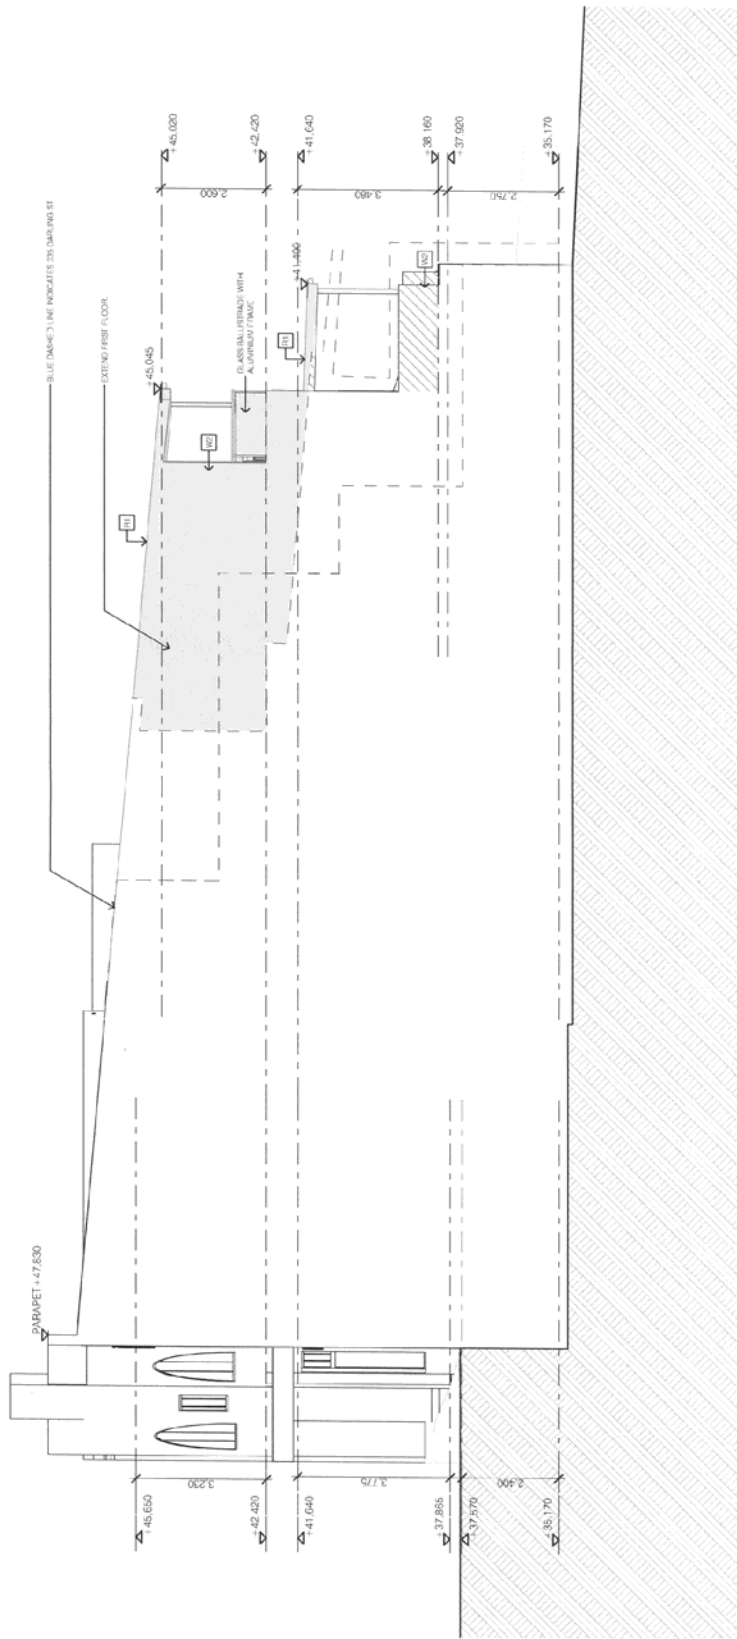 PARAPET +47.830
BLUE DASHED LINE INDICATES 335 DARLING ST
EXTEND FIRST FLOOR.
R1
+45.650
+45.045
+45.020
3.230
W2
2.600
GLASS BALLUSTRADE WITH
ALUMINIUM FRAME
+42.420
+42.420
R1
+41.400
+41.640
+41.640
3.775
3.480
W2
+38.160
+37.865
+37.920
+37.570
2.400
2.750
+35.170
+35.170